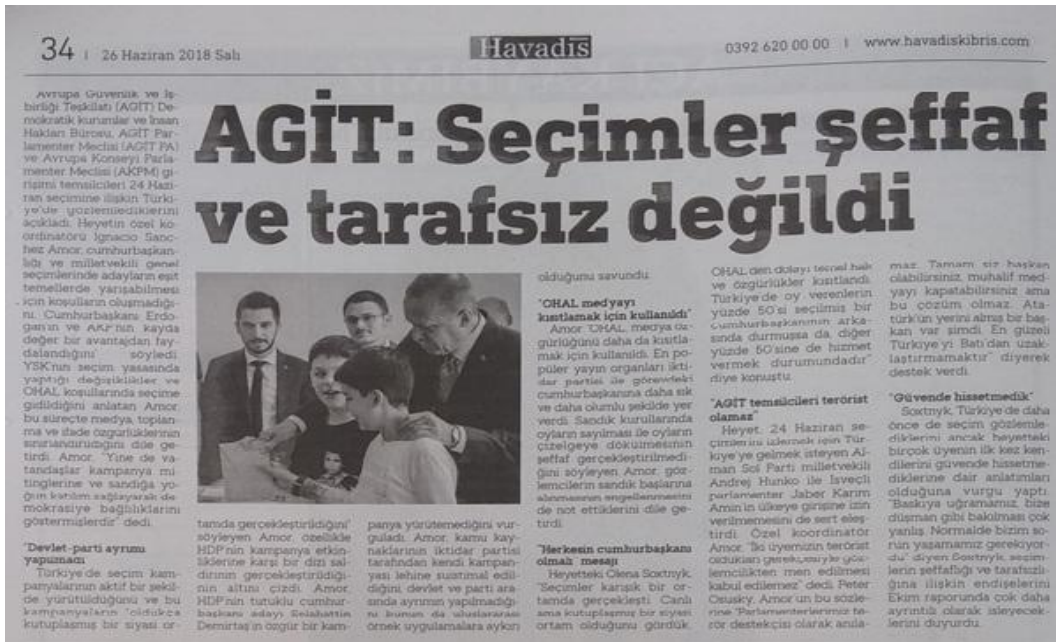 34 | 26 Haziran 2018 Salı
Havadis
0392 620 00 00 | www.havadiskibris.com
AGİT: Seçimler şeffaf
ve tarafsız değildi
Avrupa Güvenlik ve İş-
birliği Teşkilatı (AGİT) De-
mokratik kurumlar ve İnsan
Hakları Bürosu, AGİT Par-
lamenter Meclisi (AGİT PA)
ve Avrupa Konseyi Parla-
menter Meclisi (AKPM) gi-
rişimi temsilcileri 24 Hazi-
ran seçimine ilişkin Türki-
ye'de gözlemlediklerini
açıkladı. Heyetin özel ko-
ordinatörü Ignacio Sanc-
hez Amor, cumhurbaşkan-
lığı ve milletvekili genel
seçimlerinde adayların eşit
temellerde yarışabilmesi
için koşulların oluşmadığı-
nı, Cumhurbaşkanı Erdo-
ğan'ın ve AKP'nin kayda
değer bir avantajdan fay-
dalandığını" söyledi.
YSK'nın seçim yasasında
yaptığı değişiklikler ve
OHAL koşullarında seçime
gidildiğini anlatan Amor,
bu süreçte medya, toplan-
ma ve ifade özgürlüklerinin
sınırlandırıldığını dile ge-
tirdi. Amor, "Yine de va-
tandaşlar kampanya mi-
tinglerine ve sandığa yo-
ğun katılım sağlayarak de-
mokrasiye bağlılıklarını
göstermişlerdir" dedi.
"Devlet-parti ayrımı
yapılmadı"
Türkiye'de seçim kam-
panyasının aktif bir şekil-
de yürütüldüğünü ve bu
kampanyaların "oldukça
kutuplaşmış bir siyasi or-
tamda gerçekleştirildiğini"
söyleyen Amor, özellikle
HDP'nin kampanya etkin-
liklerine karşı bir dizi sal-
dırının gerçekleştirildiği-
nin altını çizdi. Amor,
HDP'nin tutuklu cumhur-
başkanı adayı Selahattin
Demirtaş'ın özgür bir kam-
panya yürütemediğini vur-
guladı. Amor, kamu kay-
naklarının iktidar partisi
tarafından kendi kampan-
yası lehine suistimal edil-
diğini, devlet ve parti ara-
sında ayrımın yapılmadığı-
nı, bunun da uluslararası
örnek uygulamalara aykırı
olduğunu savundu.
"OHAL medyayı
kısıtlamak için kullanıldı"
Amor "OHAL, medya öz-
gürlüğünü daha da kısıtla-
mak için kullanıldı. En po-
püler yayın organları ikti-
dar partisi ile görevdeki
cumhurbaşkanına daha sık
ve daha olumlu şekilde yer
verdi. Sandık kurullarında
oyların sayılması ile oyların
çizelgeye dökülmesinin
şeffaf gerçekleştirilmedi-
ğini söyleyen Amor, göz-
lemcilerin sandık başlarına
alınmasının engellenmesini
de not ettiklerini dile ge-
tirdi.
"Herkesin cumhurbaşkanı
olmalı mesajı
Heyetteki Olena Sotnyk,
"Seçimler karışık bir or-
tamda gerçekleşti. Canlı
ama kutuplaşmış bir siyasi
ortam olduğunu gördük.
OHAL'den dolayı temel hak
ve özgürlükler kısıtlandı.
Türkiye'de oy verenlerin
yüzde 50'si seçilmiş bir
cumhurbaşkanının arka-
sında durmuşsa da, diğer
yüzde 50'sine de hizmet
vermek durumundadır"
diye konuştu.
"AGİT temsilcileri terörist
olamaz"
Heyet, 24 Haziran se-
çimlerini izlemek için Tür-
kiye'ye gelmek isteyen Al-
man Sol Parti milletvekili
Andrej Hunko ile İsveçli
parlamenter Jaber Karim
Amin'in ülkeye girişine izin
verilmemesini de sert eleş-
tirdi. Özel koordinatör
Amor, "İki üyemizin terörist
oldukları gerekçesiyle göz-
lemcilikten men edilmesi
kabul edilemez" dedi. Peter
Osusky, Amor'un bu sözle-
rine "Parlamenterlerimiz te-
rör destekçisi olarak anıla-
maz. Tamam siz başkan
olabilirsiniz, muhalif med-
yayı kapatabilirsiniz ama
bu çözüm olmaz. Ata-
türk'ün yerini almış bir baş-
kan var şimdi. En güzeli
Türkiye'yi Batı'dan uzak-
laştırmamaktır" diyerek
destek verdi.
"Güvende hissetmedik"
Soxtnyk, Türkiye'de daha
önce de seçim gözlemle-
diklerini ancak heyetteki
birçok üyenin ilk kez ken-
dilerini güvende hissetme-
diklerine dair anlatımları
olduğuna vurgu yaptı.
"Baskıya uğramamız, bize
düşman gibi bakılması çok
yanlış. Normalde bizim so-
run yaşamamız gerekiyor-
du" diyen Soxtnyk, seçim-
lerin şeffaflığı ve tarafsızlı-
ğına ilişkin endişelerini
Ekim raporunda çok daha
ayrıntılı olarak işleyecek-
lerini duyurdu.